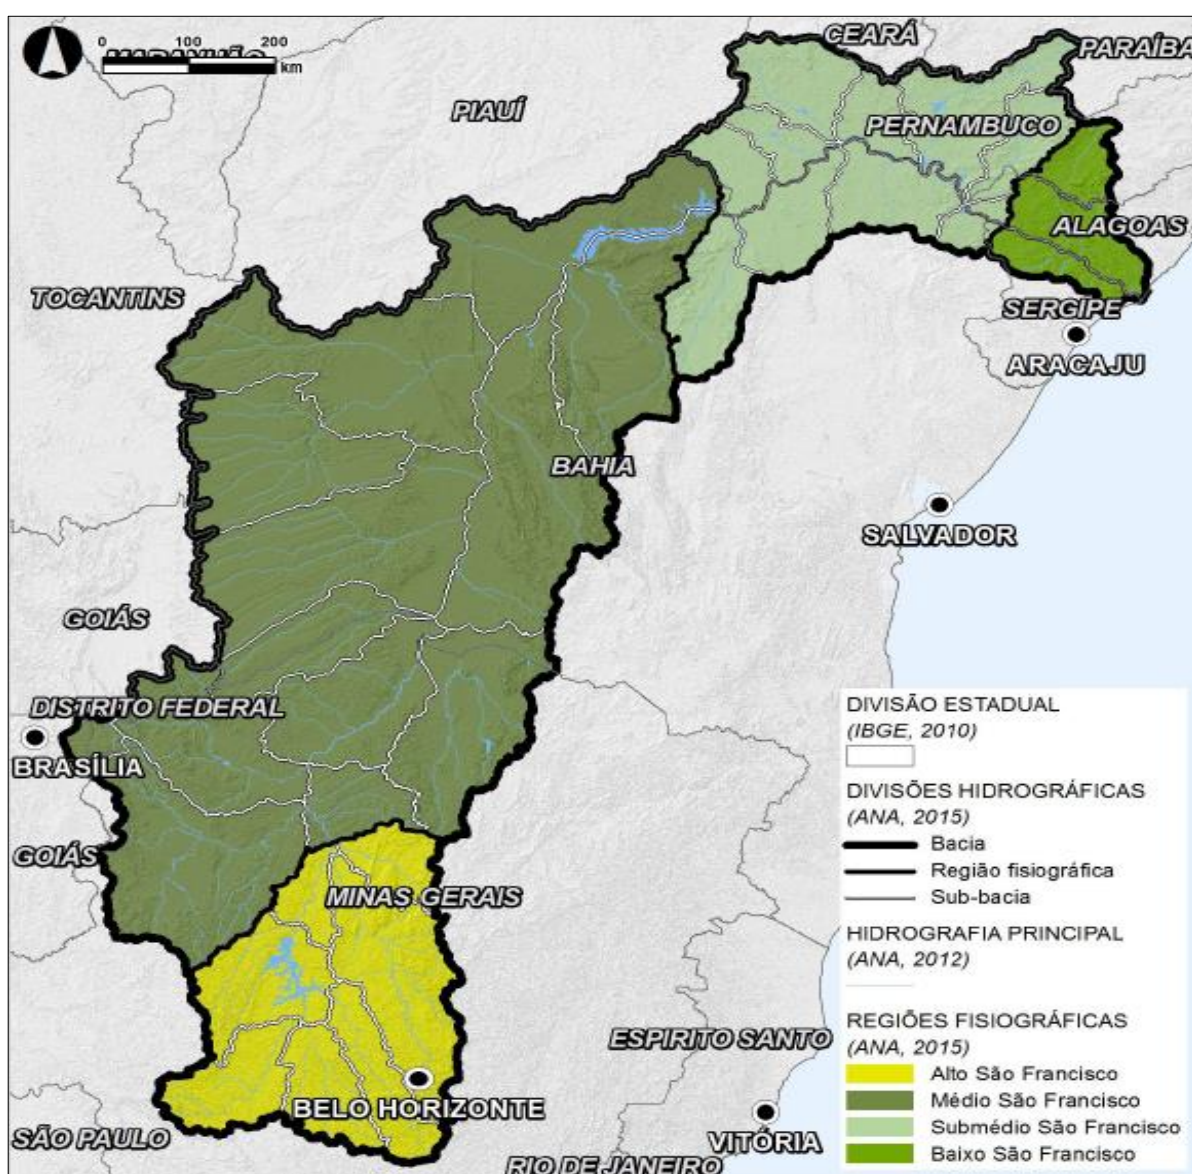 0 100 200
MARANHÃO
km
CEARÁ
PARAÍBA
PIAUÍ
PERNAMBUCO
ALAGOAS
TOCANTINS
SERGIPE
ARACAJU
BAHIA
SALVADOR
GOIÁS
DISTRITO FEDERAL
BRASÍLIA
GOIÁS
MINAS GERAIS
ESPIRITO SANTO
BELO HORIZONTE
SÃO PAULO
VITÓRIA
RIO DE JANEIRO
DIVISÃO ESTADUAL
(IBGE, 2010)
DIVISÕES HIDROGRÁFICAS
(ANA, 2015)
Bacia
Região fisiográfica
Sub-bacia
HIDROGRAFIA PRINCIPAL
(ANA, 2012)
REGIÕES FISIOGRÁFICAS
(ANA, 2015)
Alto São Francisco
Médio São Francisco
Submédio São Francisco
Baixo São Francisco